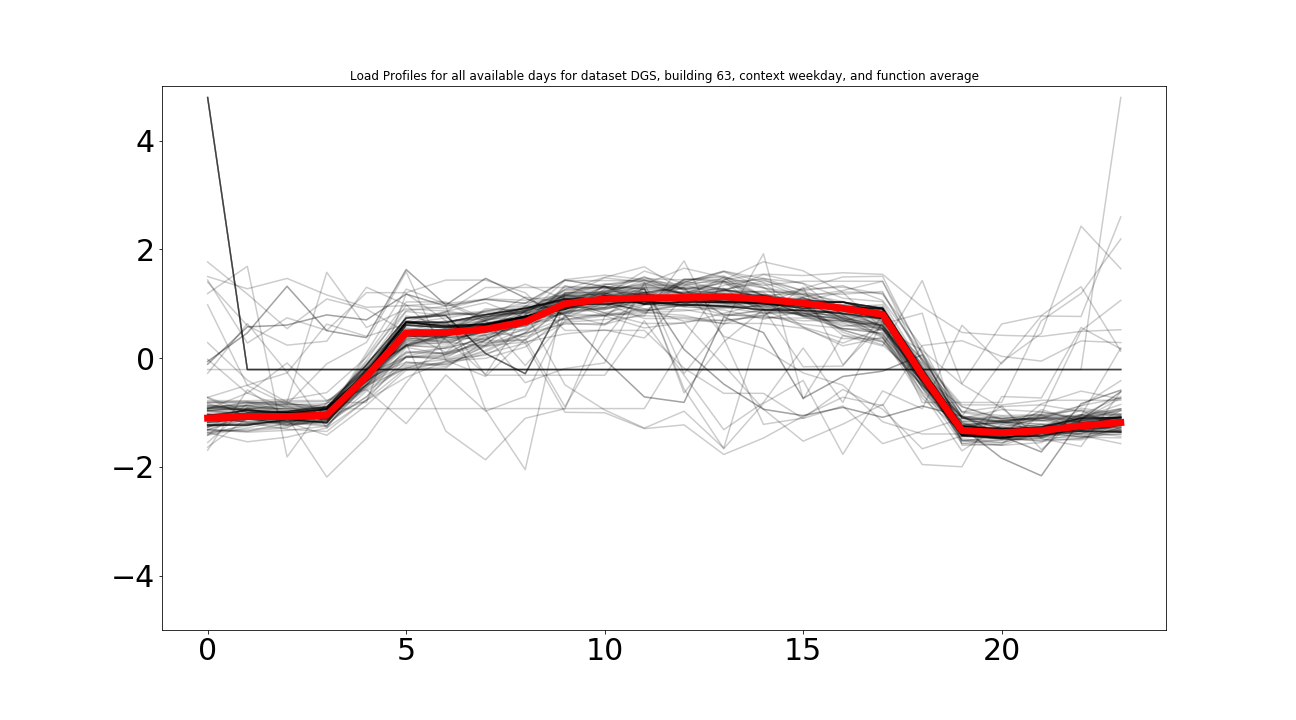 Load Profiles for all available days for dataset DGS, building 63, context weekday, and function average
4
2
0
−2
−4
0 5 10 15 20